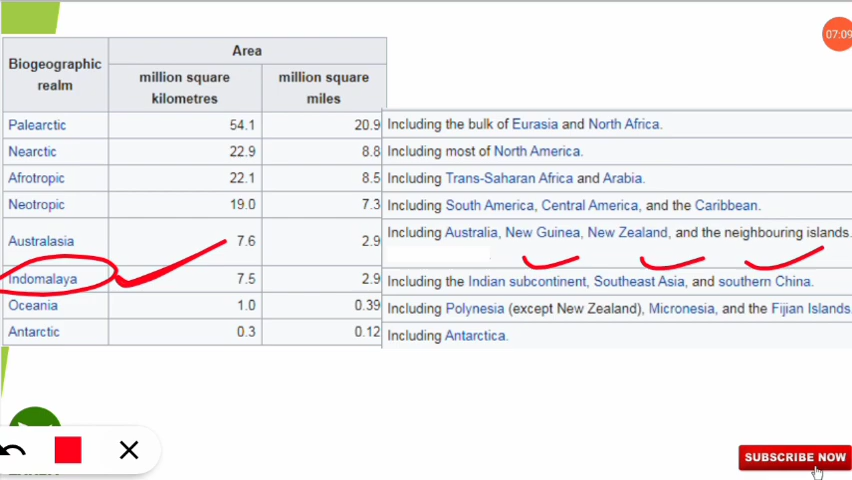 07:09
Biogeographic realm
Area
million square kilometres
million square miles
Palearctic 54.1 20.9 Including the bulk of Eurasia and North Africa.
Nearctic 22.9 8.8 Including most of North America.
Afrotropic 22.1 8.5 Including Trans-Saharan Africa and Arabia.
Neotropic 19.0 7.3 Including South America, Central America, and the Caribbean.
Australasia 7.6 2.9 Including Australia, New Guinea, New Zealand, and the neighbouring islands.
Indomalaya 7.5 2.9 Including the Indian subcontinent, Southeast Asia, and southern China.
Oceania 1.0 0.39 Including Polynesia (except New Zealand), Micronesia, and the Fijian Islands.
Antarctic 0.3 0.12 Including Antarctica.
SUBSCRIBE NOW